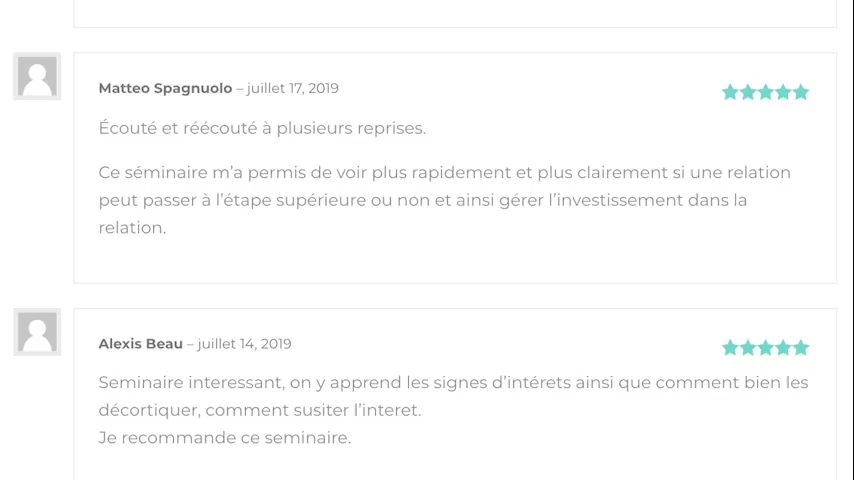 Matteo Spagnuolo – juillet 17, 2019
Écouté et réécouté à plusieurs reprises.
Ce séminaire m'a permis de voir plus rapidement et plus clairement si une relation
peut passer à l'étape supérieure ou non et ainsi gérer l'investissement dans la
relation.
Alexis Beau – juillet 14, 2019
Seminaire interessant, on y apprend les signes d'intérets ainsi que comment bien les
décortiquer, comment susiter l'interet.
Je recommande ce seminaire.